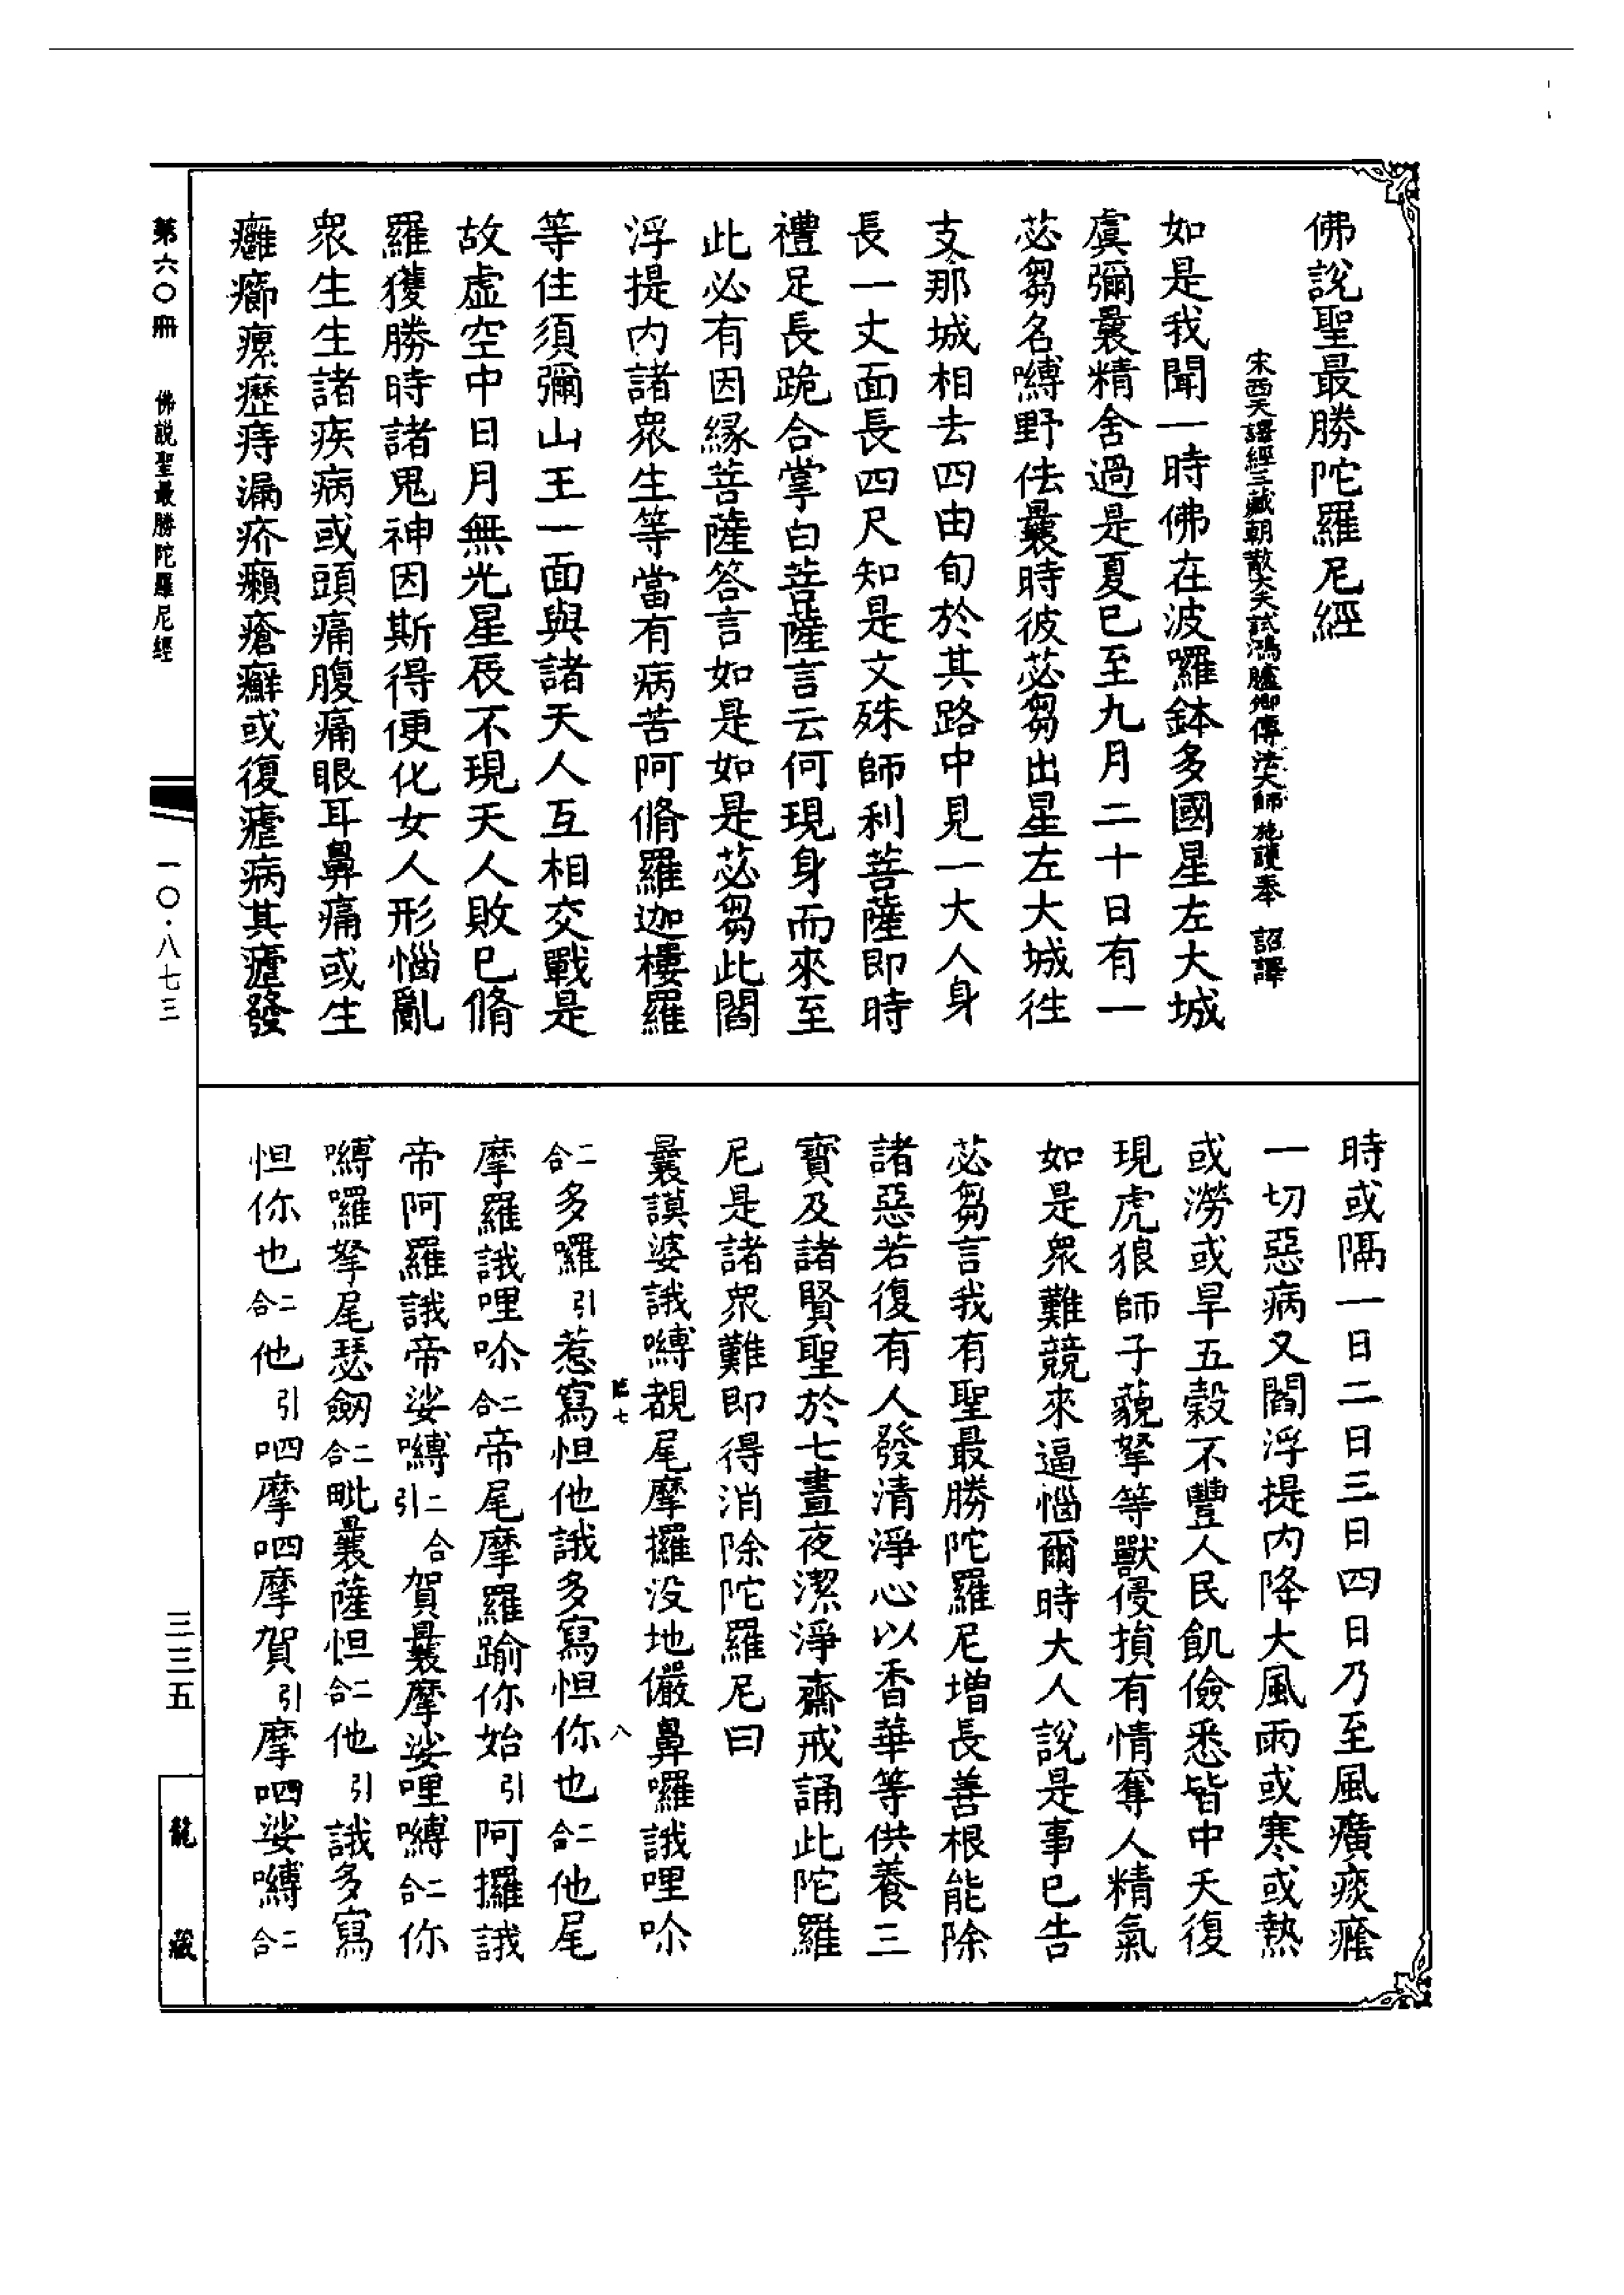 佛說聖最勝陀羅尼經
宋西天譯經三藏朝散大夫試鴻臚卿傳法大師施護奉 詔譯
如是我聞一時佛在波囉鉢多國星左大城
虞彌曩精舍過是夏已至九月二十日有一
苾芻名嚩野佉曩時彼苾芻出星左大城往
支那城相去四由旬於其路中見一大人身
長一丈面長四尺知是文殊師利菩薩即時
禮足長跪合掌白菩薩言云何現身而來至
此必有因緣菩薩答言如是如是苾芻此閻
浮提內諸衆生等當有病苦阿脩羅迦樓羅
等住須彌山王一面與諸天人互相交戰是
故虛空中日月無光星辰不現天人敗已脩
羅獲勝時諸鬼神因斯得便化女人形惱亂
衆生生諸疾病或頭痛腹痛眼耳鼻痛或生
癰癤瘰癧痔漏疥癩瘡癬或復瘧病其瘧發
時或隔一日二日三日四日乃至風癀痰癊
一切惡病又閻浮提內降大風雨或寒或熱
或澇或旱五穀不豐人民飢儉悉皆中夭復
現虎狼師子藐拏等獸侵損有情奪人精氣
如是衆難競來逼惱爾時大人說是事已告
苾芻言我有聖最勝陀羅尼增長善根能除
諸惡若復有人發清淨心以香華等供養三
寶及諸賢聖於七晝夜潔淨齋戒誦此陀羅
尼是諸衆難即得消除陀羅尼曰
曩謨婆誐嚩覩尾摩攞没地儼鼻囉誐哩吤
七 八
二合多囉引惹寫怛他誐多寫怛你也二合他尾
摩羅誐哩吤二合帝尾摩羅踰你始引阿攞誐
帝阿羅誐帝娑嚩二合引賀曩摩娑哩嚩二合你
嚩囉拏尾瑟劒二合毗曩薩怛二合他引誐多寫
怛你也二合他引呬摩呬摩賀引摩呬娑嚩二合
第六〇冊 佛説聖最勝陀羅尼經
一〇·八七三
三三五
龍藏